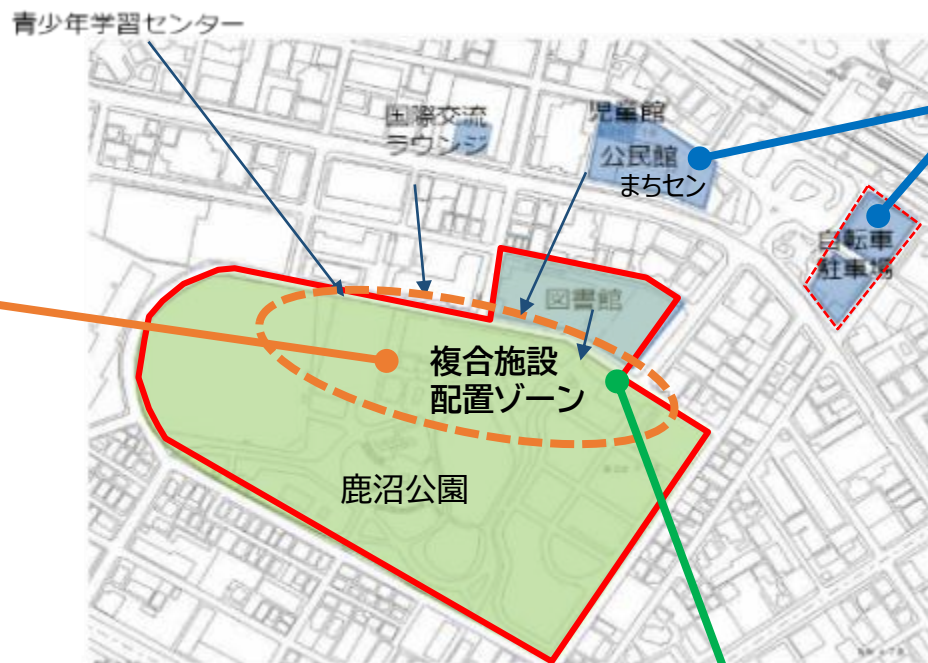 青少年学習センター
国際交流
ラウンジ
児童館
公民館
まちセン
自転車
駐車場
図書館
複合施設
配置ゾーン
鹿沼公園